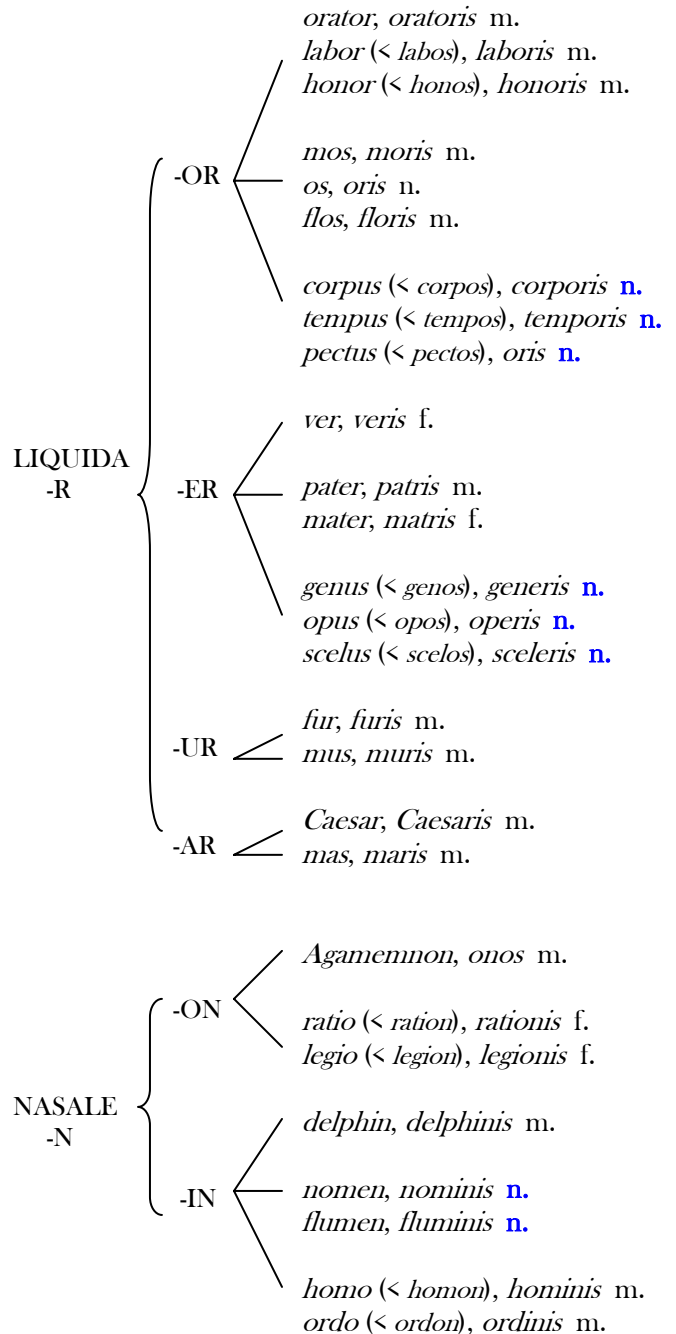 orator, oratoris m.
labor (< labos), laboris m.
honor (< honos), honoris m.
mos, moris m.
-OR
os, oris n.
flos, floris m.
corpus (< corpos), corporis n.
tempus (< tempos), temporis n.
pectus (< pectos), oris n.
ver, veris f.
LIQUIDA
-R
-ER
pater, patris m.
mater, matris f.
genus (< genos), generis n.
opus (< opos), operis n.
scelus (< scelos), sceleris n.
fur, furis m.
-UR
mus, muris m.
Caesar, Caesaris m.
-AR
mas, maris m.
Agamemnon, onos m.
-ON
ratio (< ration), rationis f.
legio (< legion), legionis f.
NASALE
-N
delphin, delphinis m.
-IN
nomen, nominis n.
flumen, fluminis n.
homo (< homon), hominis m.
ordo (< ordon), ordinis m.